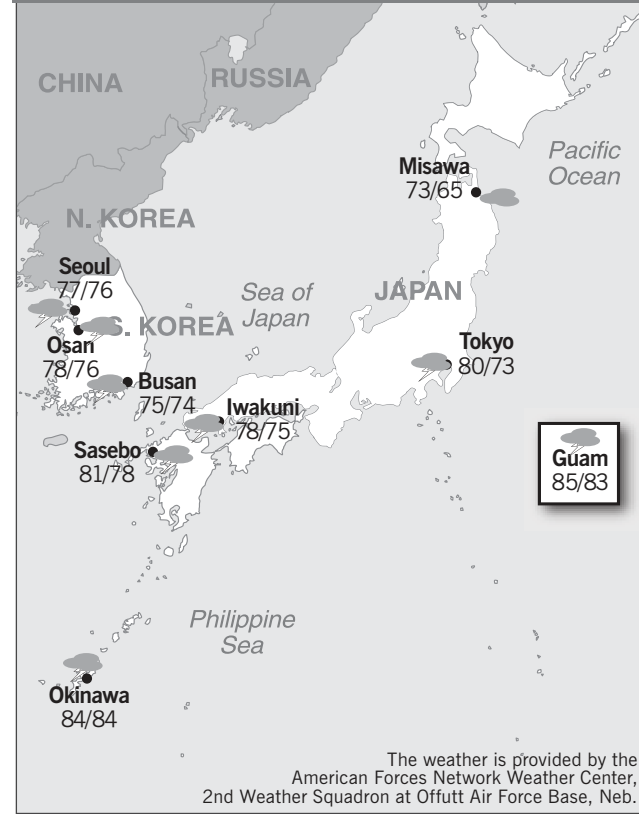 CHINA
RUSSIA
Pacific
Ocean
Misawa
73/65
N. KOREA
Seoul
77/76
Sea of
Japan
JAPAN
S. KOREA
Osan
78/76
Tokyo
80/73
Busan
75/74
Iwakuni
78/75
Sasebo
81/78
Guam
85/83
Philippine
Sea
Okinawa
84/84
The weather is provided by the
American Forces Network Weather Center,
2nd Weather Squadron at Offutt Air Force Base, Neb.